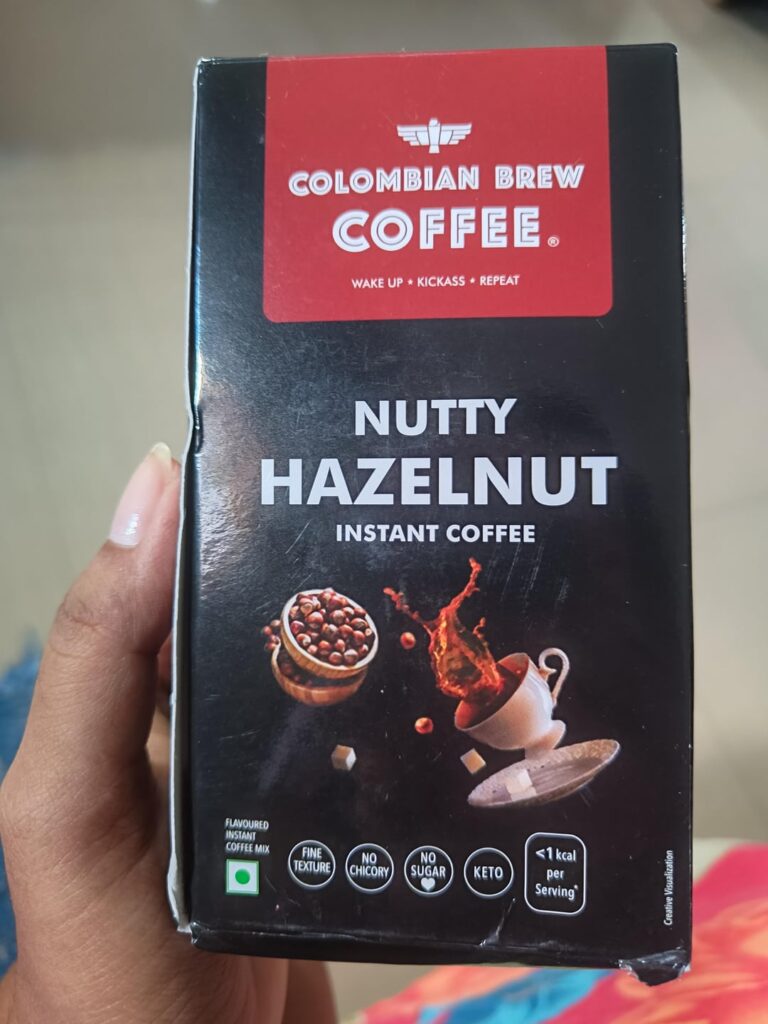 COLOMBIAN BREW
COFFEE®
WAKE UP ★ KICKASS ★ REPEAT
NUTTY
HAZELNUT
INSTANT COFFEE
FLAVOURED
INSTANT
COFFEE MIX
FINE
TEXTURE
NO
CHICORY
NO
SUGAR
KETO
<1 kcal
per
Serving*
Creative Visualization